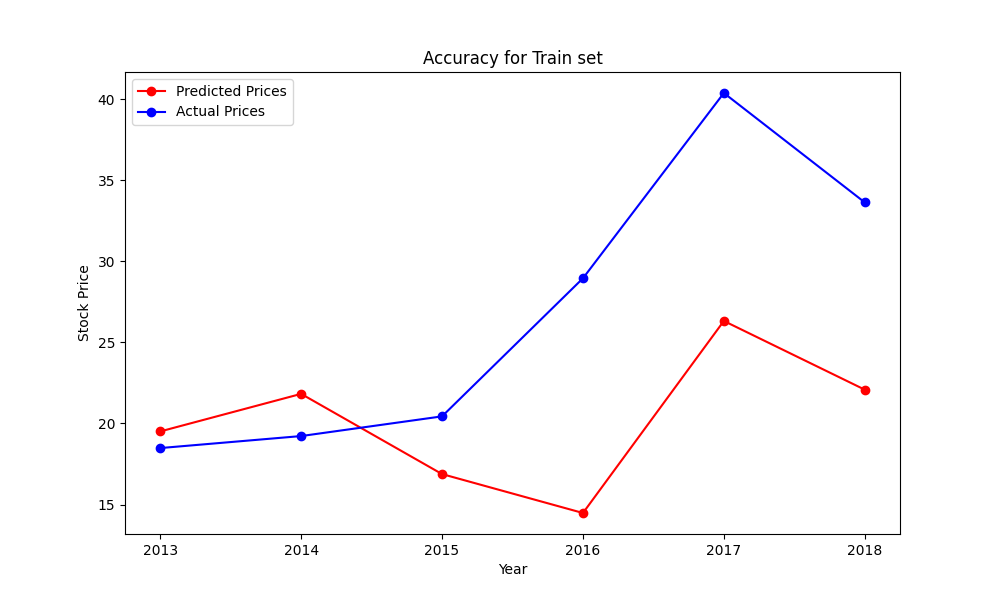 Accuracy for Train set
Predicted Prices
Actual Prices
40
35
30
25
20
15
Stock Price
2013 2014 2015 2016 2017 2018
Year